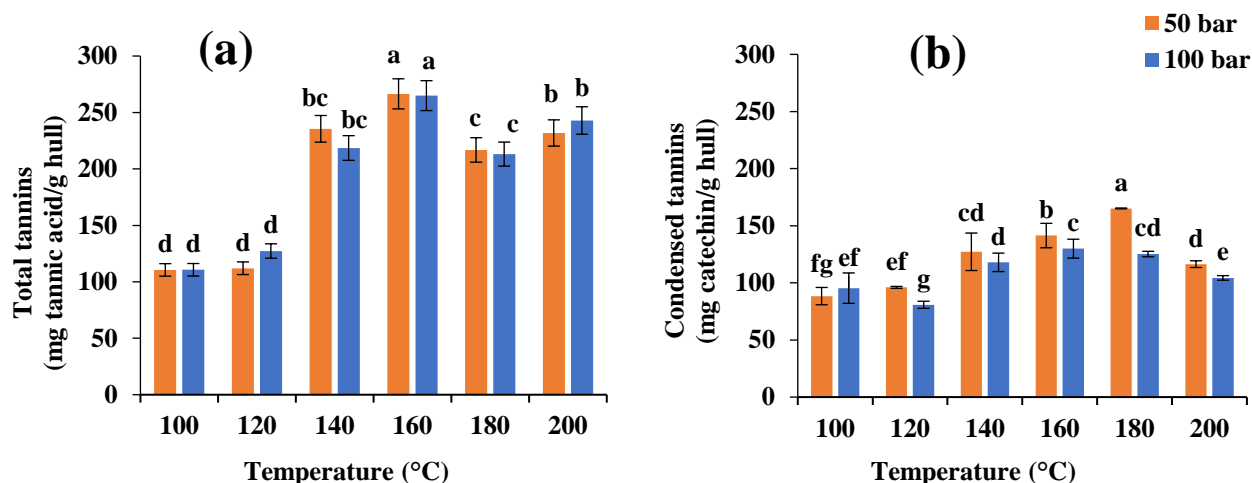 (a)
300
250
200
150
100
50
0
Total tannins
(mg tannic acid/g hull)
d d d d bc bc a a c c b b
100 120 140 160 180 200
Temperature (°C)
(b)
50 bar
100 bar
300
250
200
150
100
50
0
Condensed tannins
(mg catechin/g hull)
fg ef ef g cd d b c a cd d e
100 120 140 160 180 200
Temperature (°C)